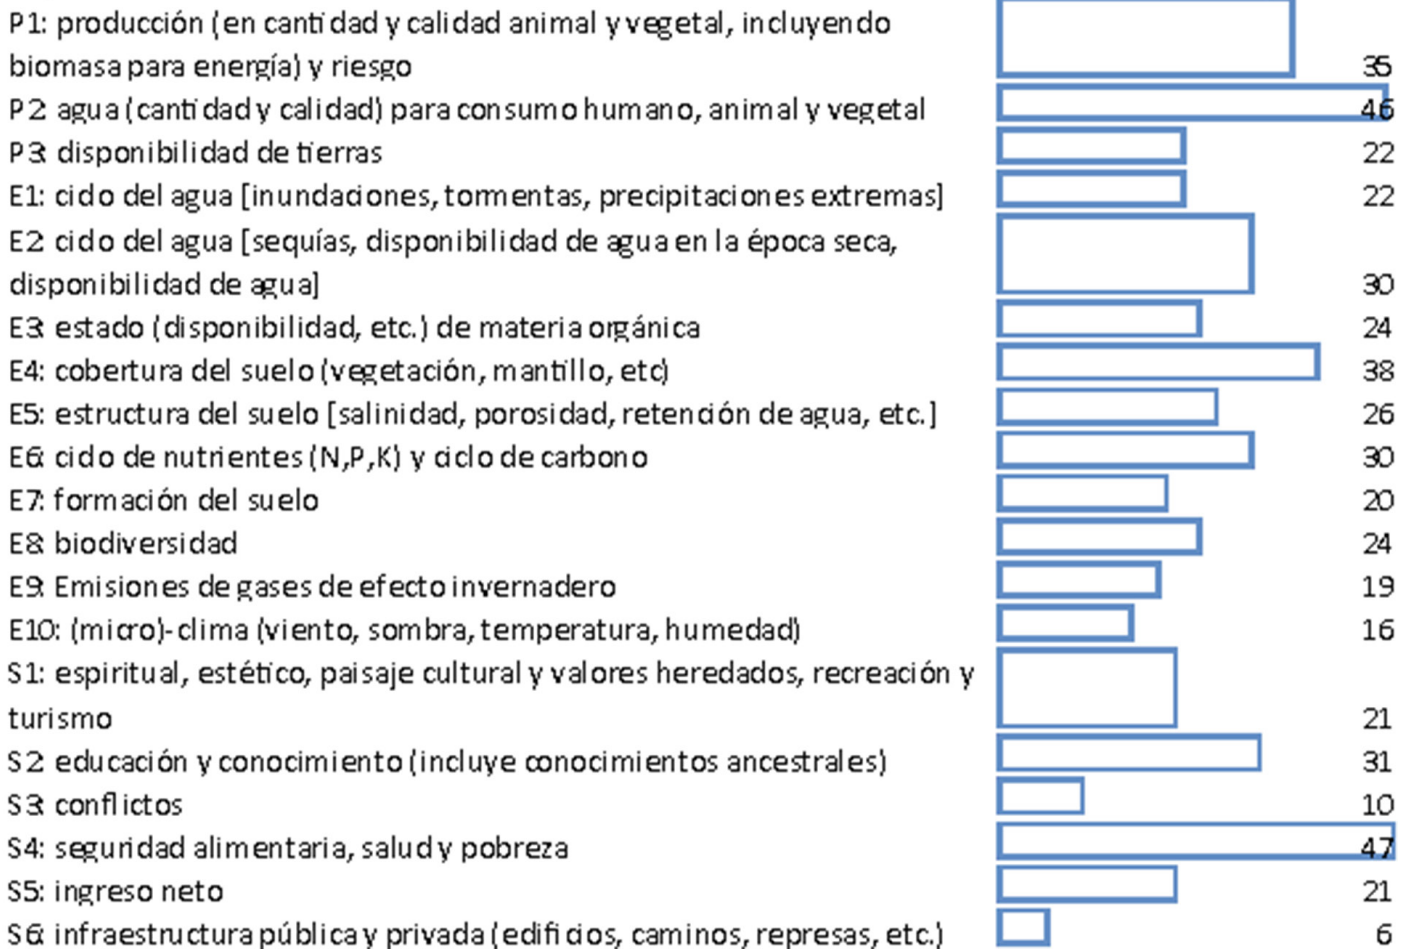 P1: producción (en cantidad y calidad animal y vegetal, incluyendo
biomasa para energía) y riesgo 35
P2: agua (cantidad y calidad) para consumo humano, animal y vegetal 46
P3: disponibilidad de tierras 22
E1: ciclo del agua [inundaciones, tormentas, precipitaciones extremas] 22
E2: ciclo del agua [sequías, disponibilidad de agua en la época seca,
disponibilidad de agua] 30
E3: estado (disponibilidad, etc.) de materia orgánica 24
E4: cobertura del suelo (vegetación, mantillo, etc) 38
E5: estructura del suelo [salinidad, porosidad, retención de agua, etc.] 26
E6: ciclo de nutrientes (N,P,K) y ciclo de carbono 30
E7: formación del suelo 20
E8: biodiversidad 24
E9: Emisiones de gases de efecto invernadero 19
E10: (micro)-clima (viento, sombra, temperatura, humedad) 16
S1: espiritual, estético, paisaje cultural y valores heredados, recreación y
turismo 21
S2: educación y conocimiento (incluye conocimientos ancestrales) 31
S3: conflictos 10
S4: seguridad alimentaria, salud y pobreza 47
S5: ingreso neto 21
S6: infraestructura pública y privada (edificios, caminos, represas, etc.) 6